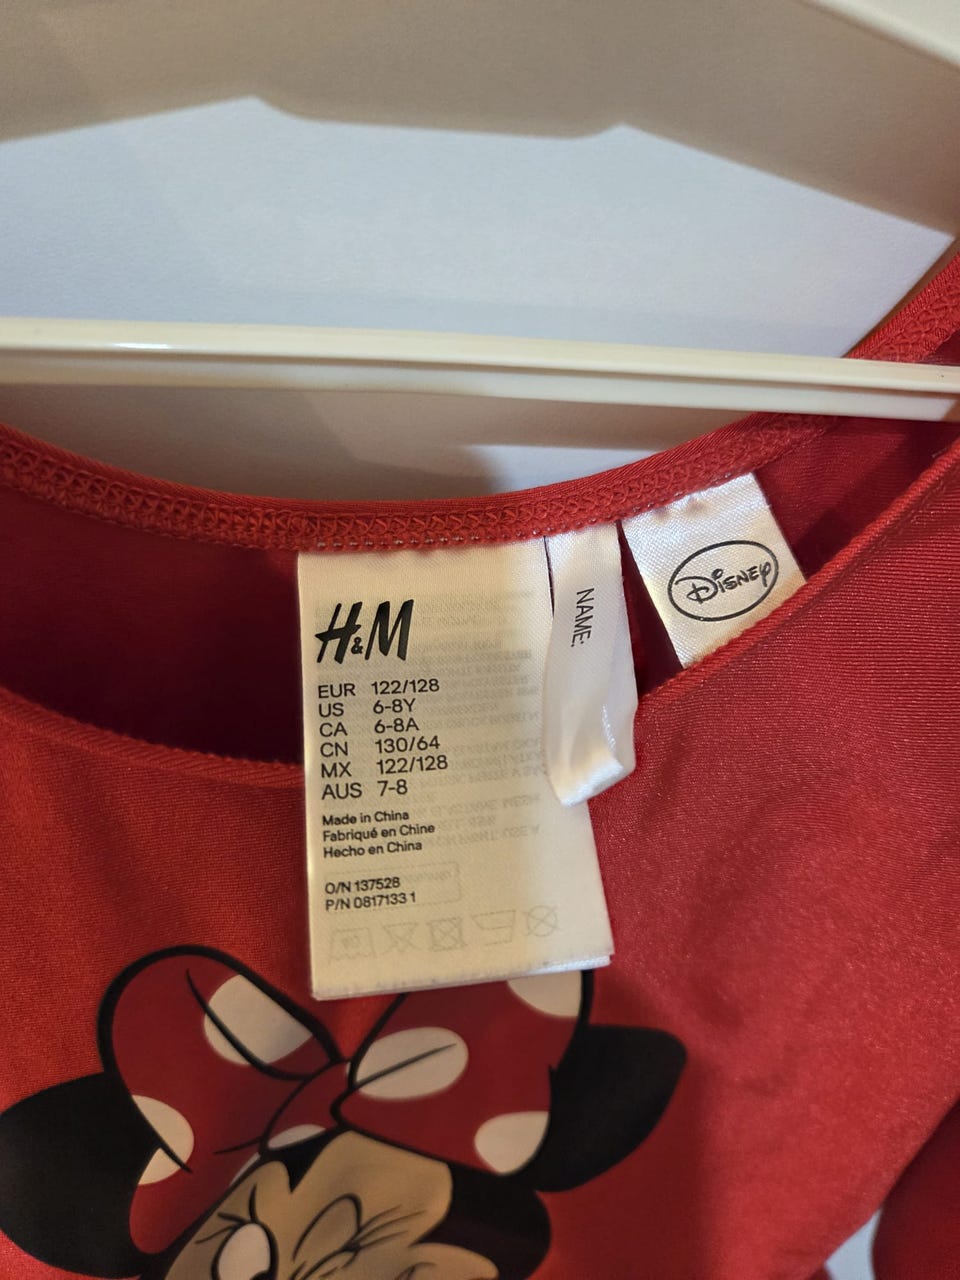 H&M
EUR 122/128
US 6-8Y
CA 6-8A
CN 130/64
MX 122/128
AUS 7-8
Made in China
Fabriqué en Chine
Hecho en China
O/N 137528
P/N 0817133 1
NAME:
Disney